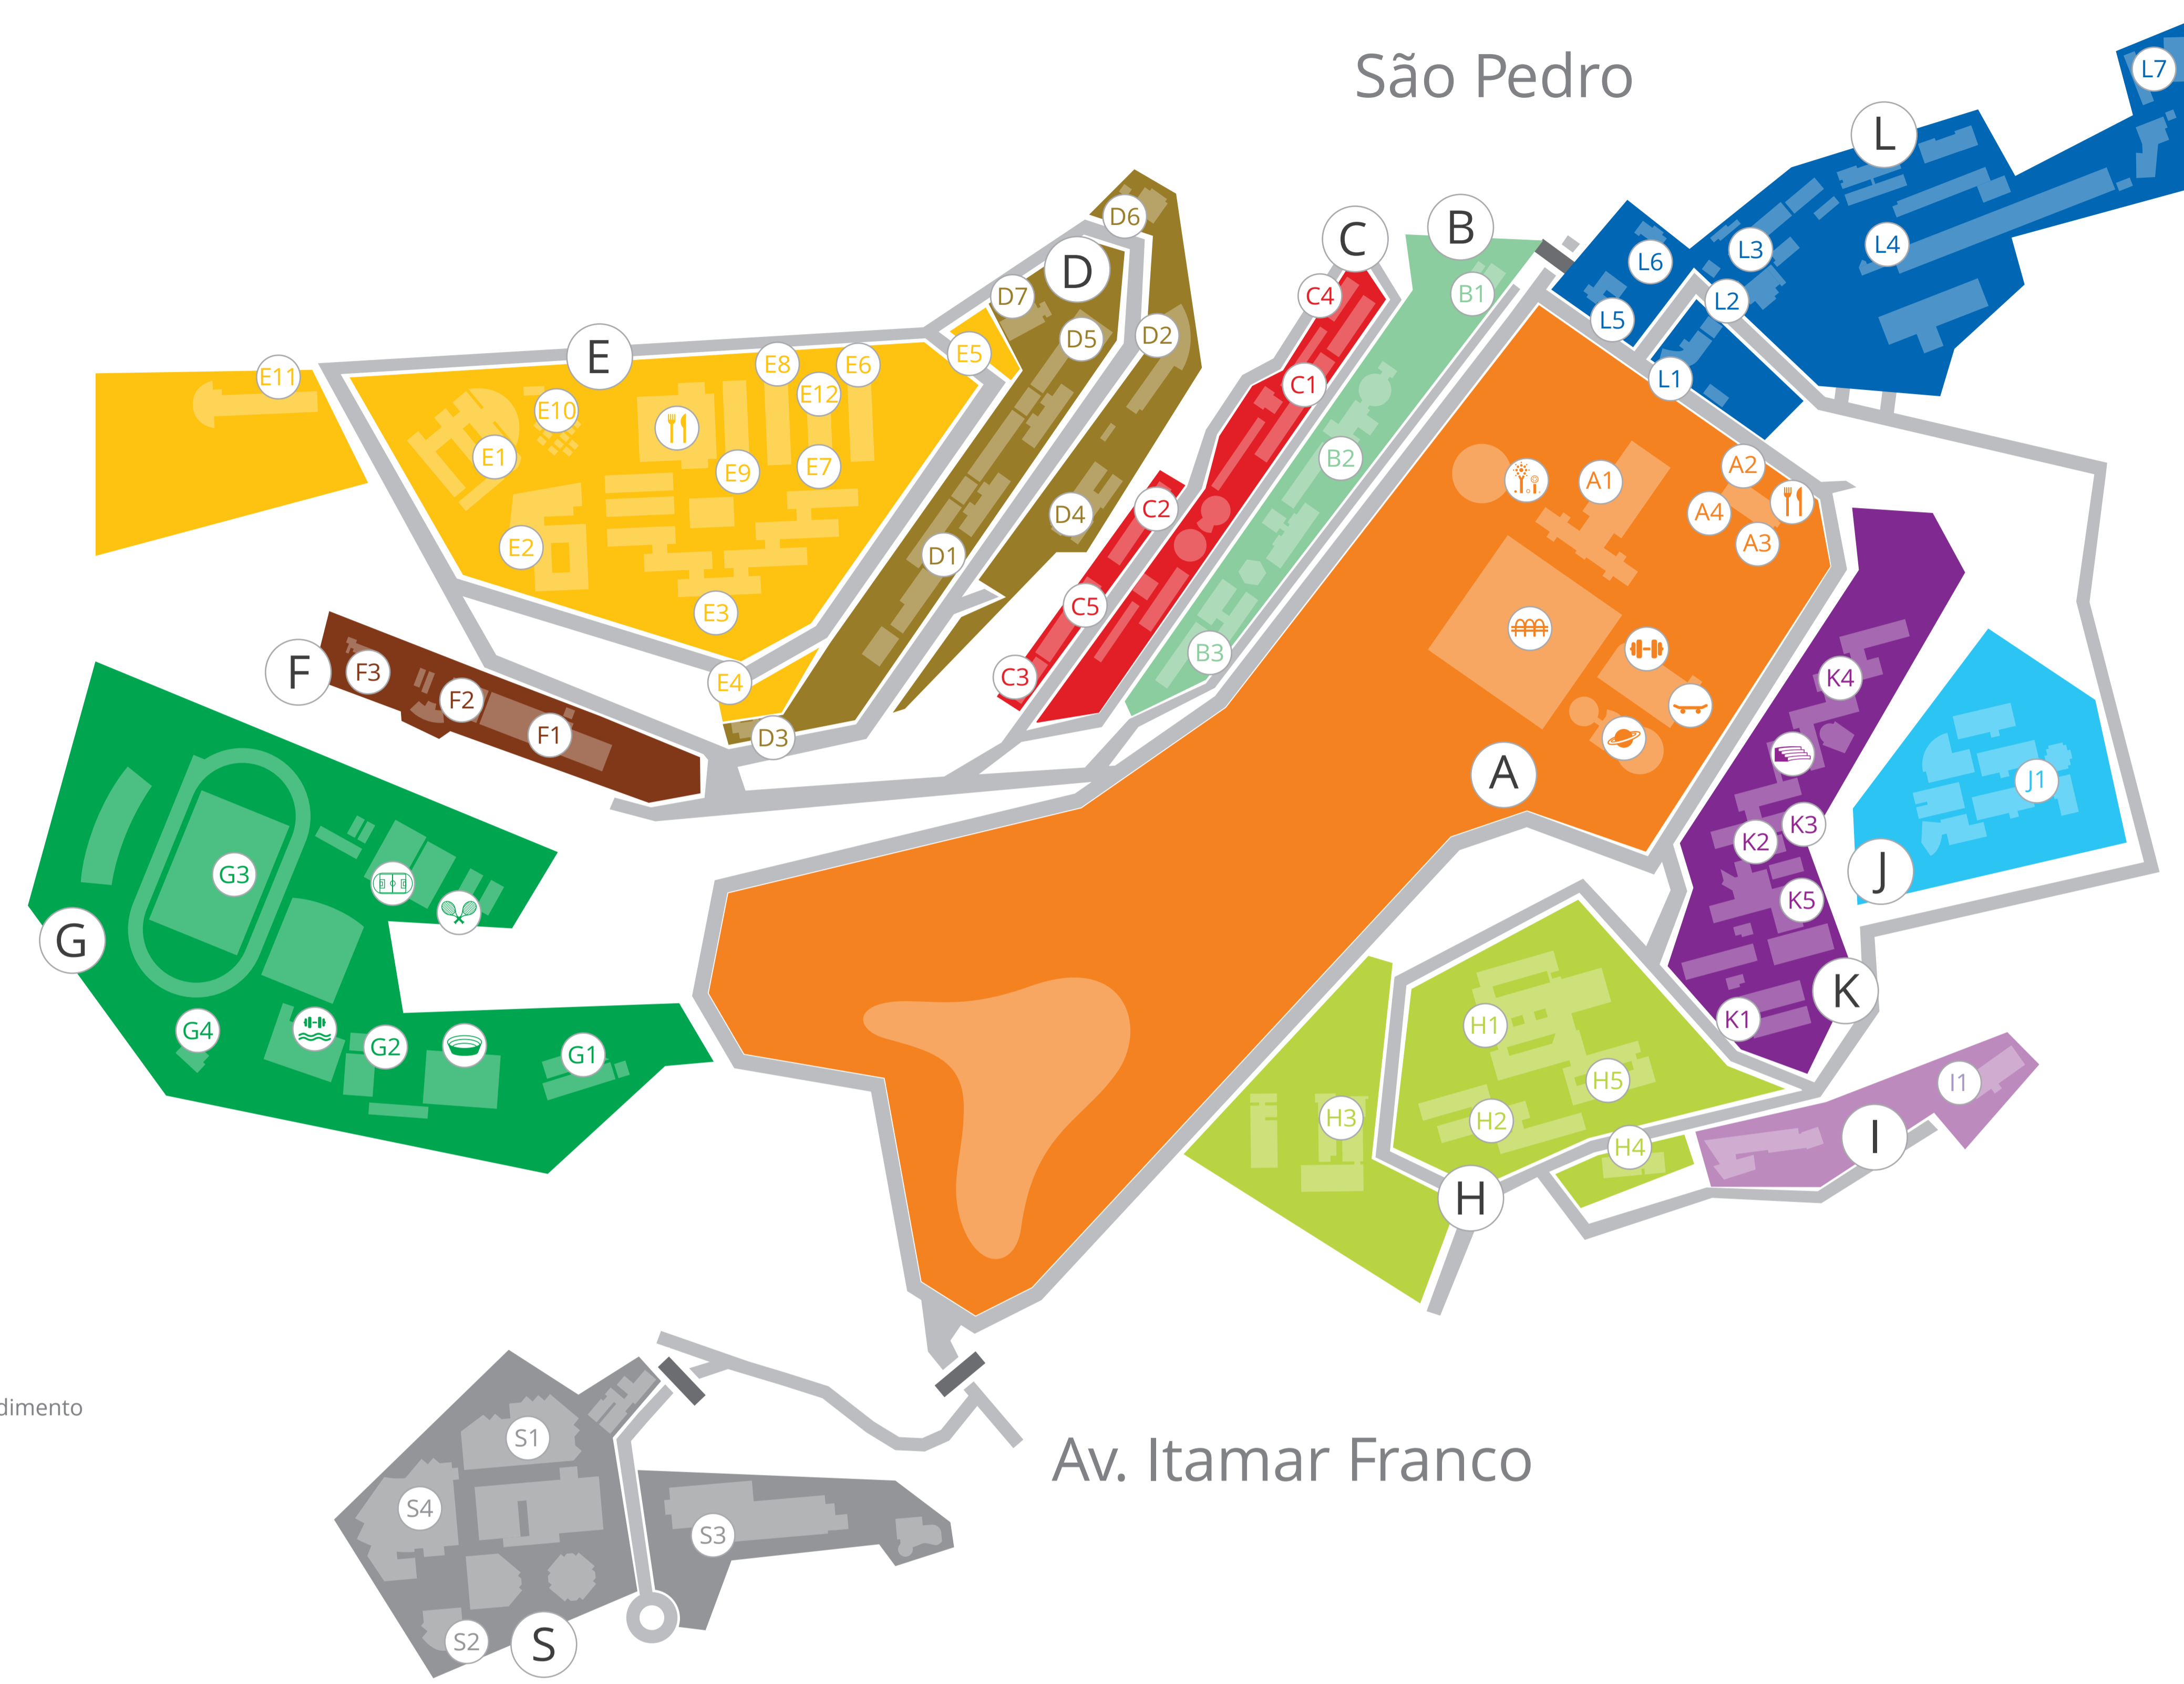 São Pedro
L7
L
D6
B
C
L6
L3
L4
D
D7
C4
B1
L2
L5
D5
D2
E
E5
E8
E6
E11
C1
L1
E12
E10
B2
E1
E9
E7
A1
A2
C2
D4
A4
A3
E2
D1
C5
E3
B3
F
F3
E4
C3
K4
F2
F1
D3
A
J1
K3
K2
G3
J
K5
G
K
K1
H1
G4
G2
G1
H5
I1
H3
H2
I
H4
H
dimento
S1
Av. Itamar Franco
S4
S3
S2
S